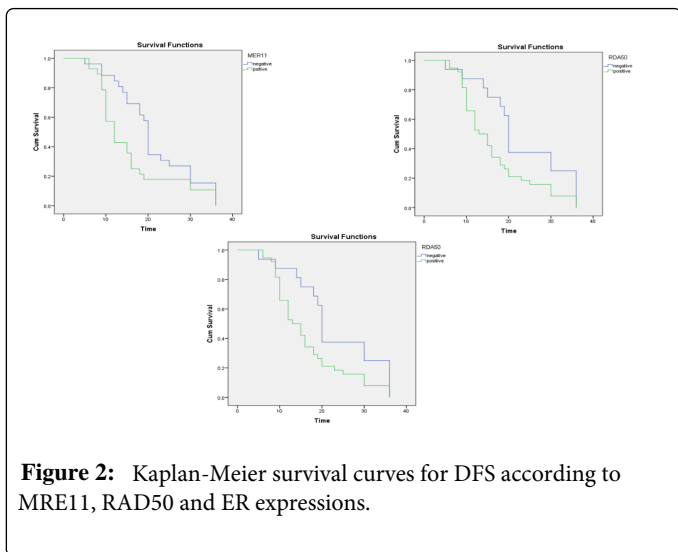 Survival Functions
MER11
negative
pxitive
Cum Survival
1.0
0.8
0.6
0.4
0.2
0.0
0
10
20
30
40
Time
Survival Functions
RDA50
negative
positive
Cum Survival
1.0
0.8
0.6
0.4
0.2
0.0
0
10
20
30
40
Time
Survival Functions
RDA50
negative
positive
Cum Survival
1.0
0.8
0.6
0.4
0.2
0.0
0
10
20
30
40
Time
Figure 2: Kaplan-Meier survival curves for DFS according to
MRE11, RAD50 and ER expressions.